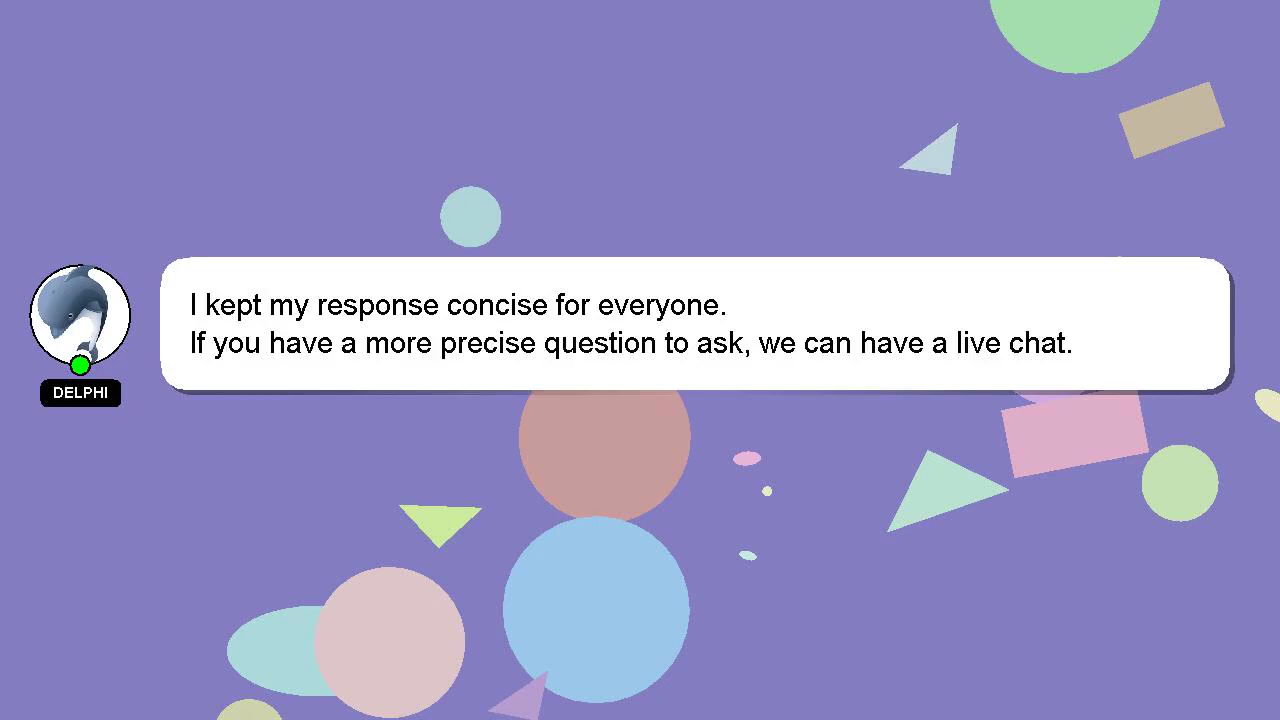 I kept my response concise for everyone.
If you have a more precise question to ask, we can have a live chat.
DELPHI